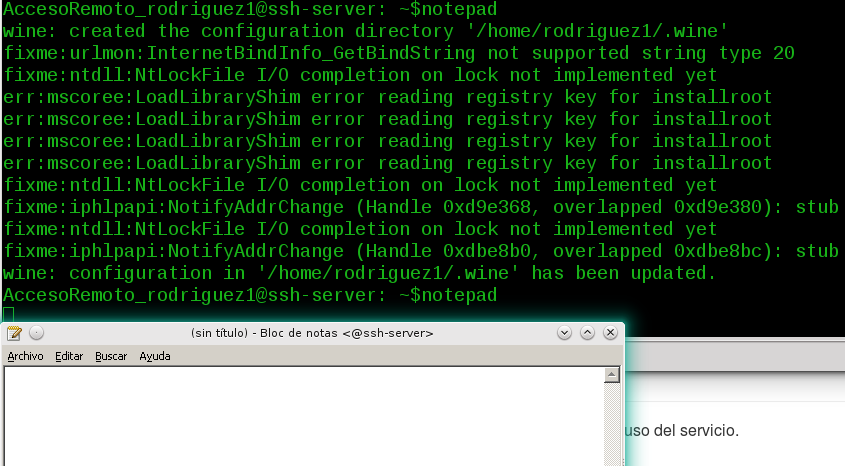 AccesoRemoto_rodriguez1@ssh-server: ~$notepad
wine: created the configuration directory '/home/rodriguez1/.wine'
fixme:urlmon:InternetBindInfo_GetBindString not supported string type 20
fixme:ntdll:NtLockFile I/O completion on lock not implemented yet
err:mscoree:LoadLibraryShim error reading registry key for installroot
err:mscoree:LoadLibraryShim error reading registry key for installroot
err:mscoree:LoadLibraryShim error reading registry key for installroot
err:mscoree:LoadLibraryShim error reading registry key for installroot
fixme:ntdll:NtLockFile I/O completion on lock not implemented yet
fixme:iphlpapi:NotifyAddrChange (Handle 0xd9e368, overlapped 0xd9e380): stub
fixme:ntdll:NtLockFile I/O completion on lock not implemented yet
fixme:iphlpapi:NotifyAddrChange (Handle 0xdbe8b0, overlapped 0xdbe8bc): stub
wine: configuration in '/home/rodriguez1/.wine' has been updated.
AccesoRemoto_rodriguez1@ssh-server: ~$notepad
(sin título) - Bloc de notas <@ssh-server>
Archivo Editar Buscar Ayuda
uso del servicio.